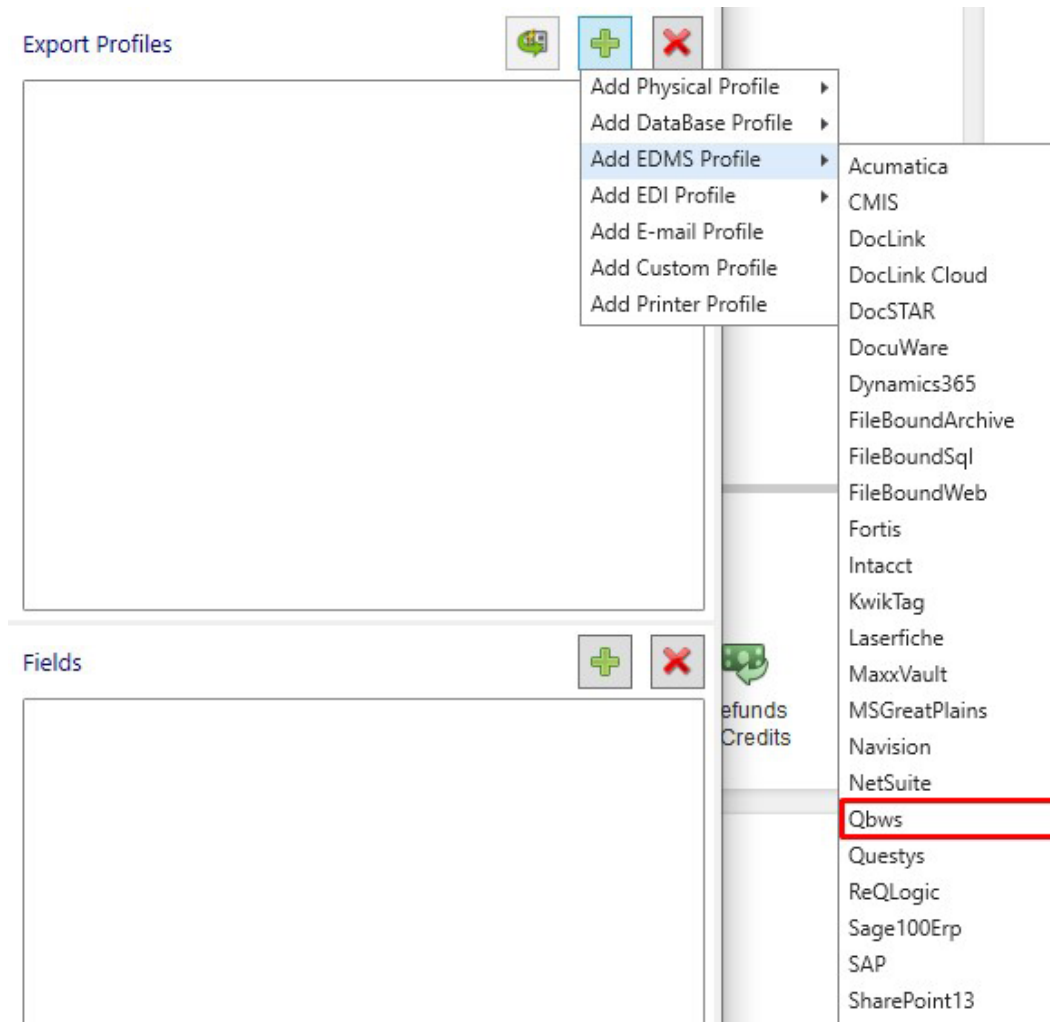 Export Profiles
Add Physical Profile
Add DataBase Profile
Add EDMS Profile
Add EDI Profile
Add E-mail Profile
Add Custom Profile
Add Printer Profile
Acumatica
CMIS
DocLink
DocLink Cloud
DocSTAR
DocuWare
Dynamics365
FileBoundArchive
FileBoundSql
FileBoundWeb
Fortis
Intacct
KwikTag
Laserfiche
MaxxVault
MSGreatPlains
Navision
NetSuite
Qbws
Questys
ReQLogic
Sage100Erp
SAP
SharePoint13
Fields
efunds
Credits